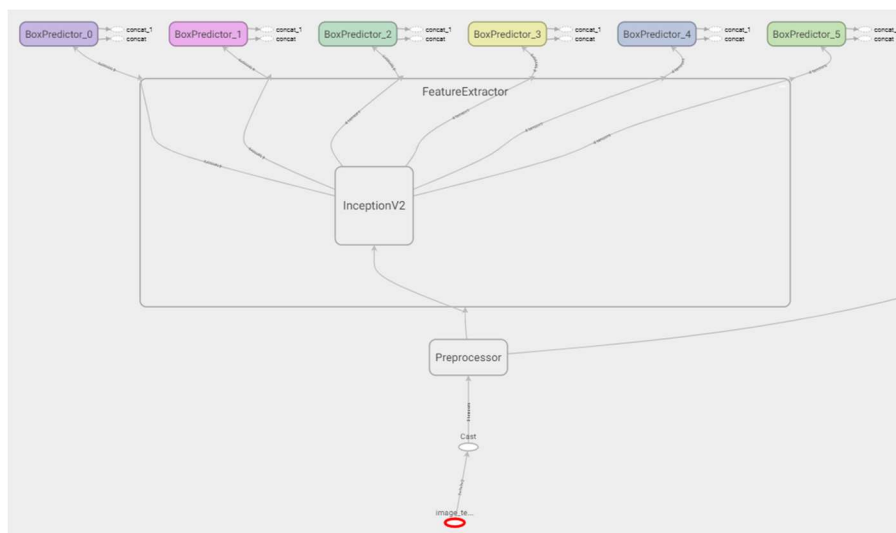 BoxPredictor_0
concat_1
concat
BoxPredictor_1
concat_1
concat
BoxPredictor_2
concat_1
concat
BoxPredictor_3
concat_1
concat
BoxPredictor_4
concat_1
concat
BoxPredictor_5
concat_
concat
FeatureExtractor
InceptionV2
Preprocessor
Cast
image_te...